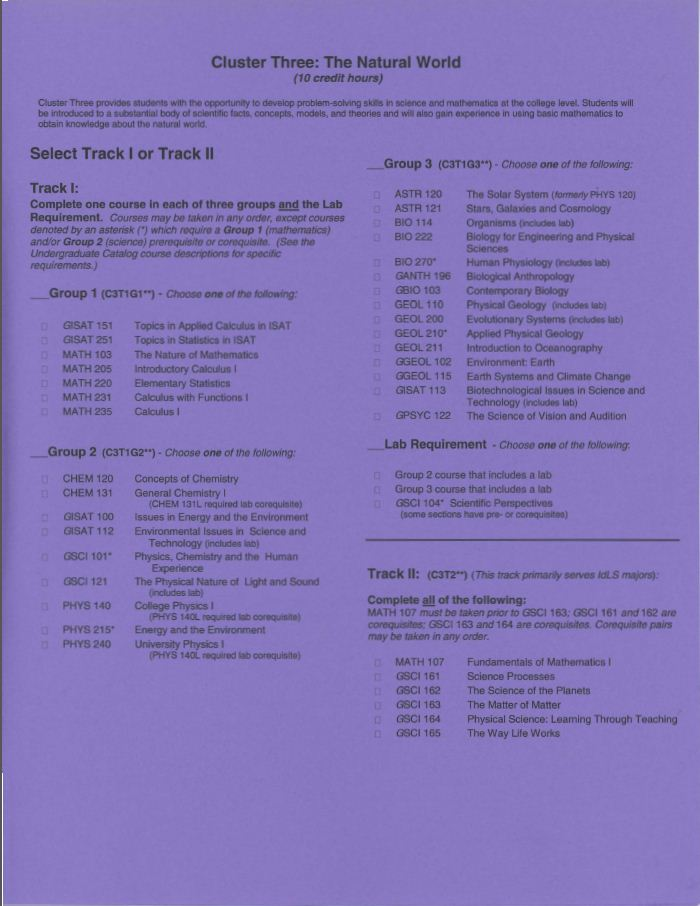 Cluster Three: The Natural World
(10 credit hours)
Cluster Three provides students with the opportunity to develop problem-solving skills in science and mathematics at the college level. Students will
be introduced to a substantial body of scientific facts, concepts, models, and theories and will also gain experience in using basic mathematics to
obtain knowledge about the natural world.
Select Track I or Track II
Track I:
Complete one course in each of three groups and the Lab
Requirement. Courses may be taken in any order, except courses
denoted by an asterisk (*) which require a Group 1 (mathematics)
and/or Group 2 (science) prerequisite or corequisite. (See the
Undergraduate Catalog course descriptions for specific
requirements.)
___Group 1 (C3T1G1**) - Choose one of the following:
GISAT 151 Topics in Applied Calculus in ISAT
GISAT 251 Topics in Statistics in ISAT
MATH 103 The Nature of Mathematics
MATH 205 Introductory Calculus I
MATH 220 Elementary Statistics
MATH 231 Calculus with Functions I
MATH 235 Calculus I
___Group 2 (C3T1G2**) - Choose one of the following:
CHEM 120 Concepts of Chemistry
CHEM 131 General Chemistry I
(CHEM 131L required lab corequisite)
GISAT 100 Issues in Energy and the Environment
GISAT 112 Environmental Issues in Science and
Technology (includes lab)
GSCI 101* Physics, Chemistry and the Human
Experience
GSCI 121 The Physical Nature of Light and Sound
(includes lab)
PHYS 140 College Physics I
(PHYS 140L required lab corequisite)
PHYS 215* Energy and the Environment
PHYS 240 University Physics I
(PHYS 140L required lab corequisite)
___Group 3 (C3T1G3**) - Choose one of the following:
ASTR 120 The Solar System (formerly PHYS 120)
ASTR 121 Stars, Galaxies and Cosmology
BIO 114 Organisms (includes lab)
BIO 222 Biology for Engineering and Physical
Sciences
BIO 270* Human Physiology (includes lab)
GANTH 196 Biological Anthropology
GBIO 103 Contemporary Biology
GEOL 110 Physical Geology (includes lab)
GEOL 200 Evolutionary Systems (includes lab)
GEOL 210* Applied Physical Geology
GEOL 211 Introduction to Oceanography
GGEOL 102 Environment: Earth
GGEOL 115 Earth Systems and Climate Change
GISAT 113 Biotechnological Issues in Science and
Technology (includes lab)
GPSYC 122 The Science of Vision and Audition
___Lab Requirement - Choose one of the following:
Group 2 course that includes a lab
Group 3 course that includes a lab
GSCI 104* Scientific Perspectives
(some sections have pre- or corequisites)
Track II: (C3T2**) (This track primarily serves IdLS majors):
Complete all of the following:
MATH 107 must be taken prior to GSCI 163; GSCI 161 and 162 are
corequisites; GSCI 163 and 164 are corequisites. Corequisite pairs
may be taken in any order.
MATH 107 Fundamentals of Mathematics I
GSCI 161 Science Processes
GSCI 162 The Science of the Planets
GSCI 163 The Matter of Matter
GSCI 164 Physical Science: Learning Through Teaching
GSCI 165 The Way Life Works